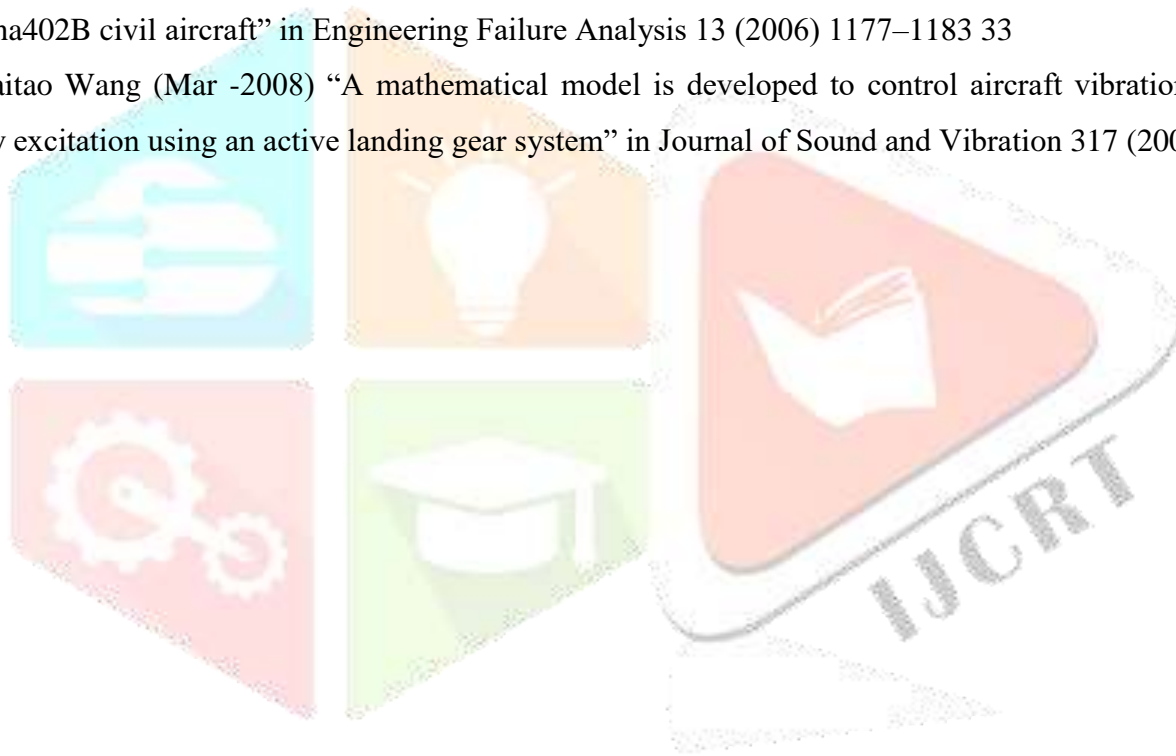 na402B civil aircraft” in Engineering Failure Analysis 13 (2006) 1177–1183 33
aitao Wang (Mar -2008) “A mathematical model is developed to control aircraft vibration
excitation using an active landing gear system” in Journal of Sound and Vibration 317 (200
IJCRT